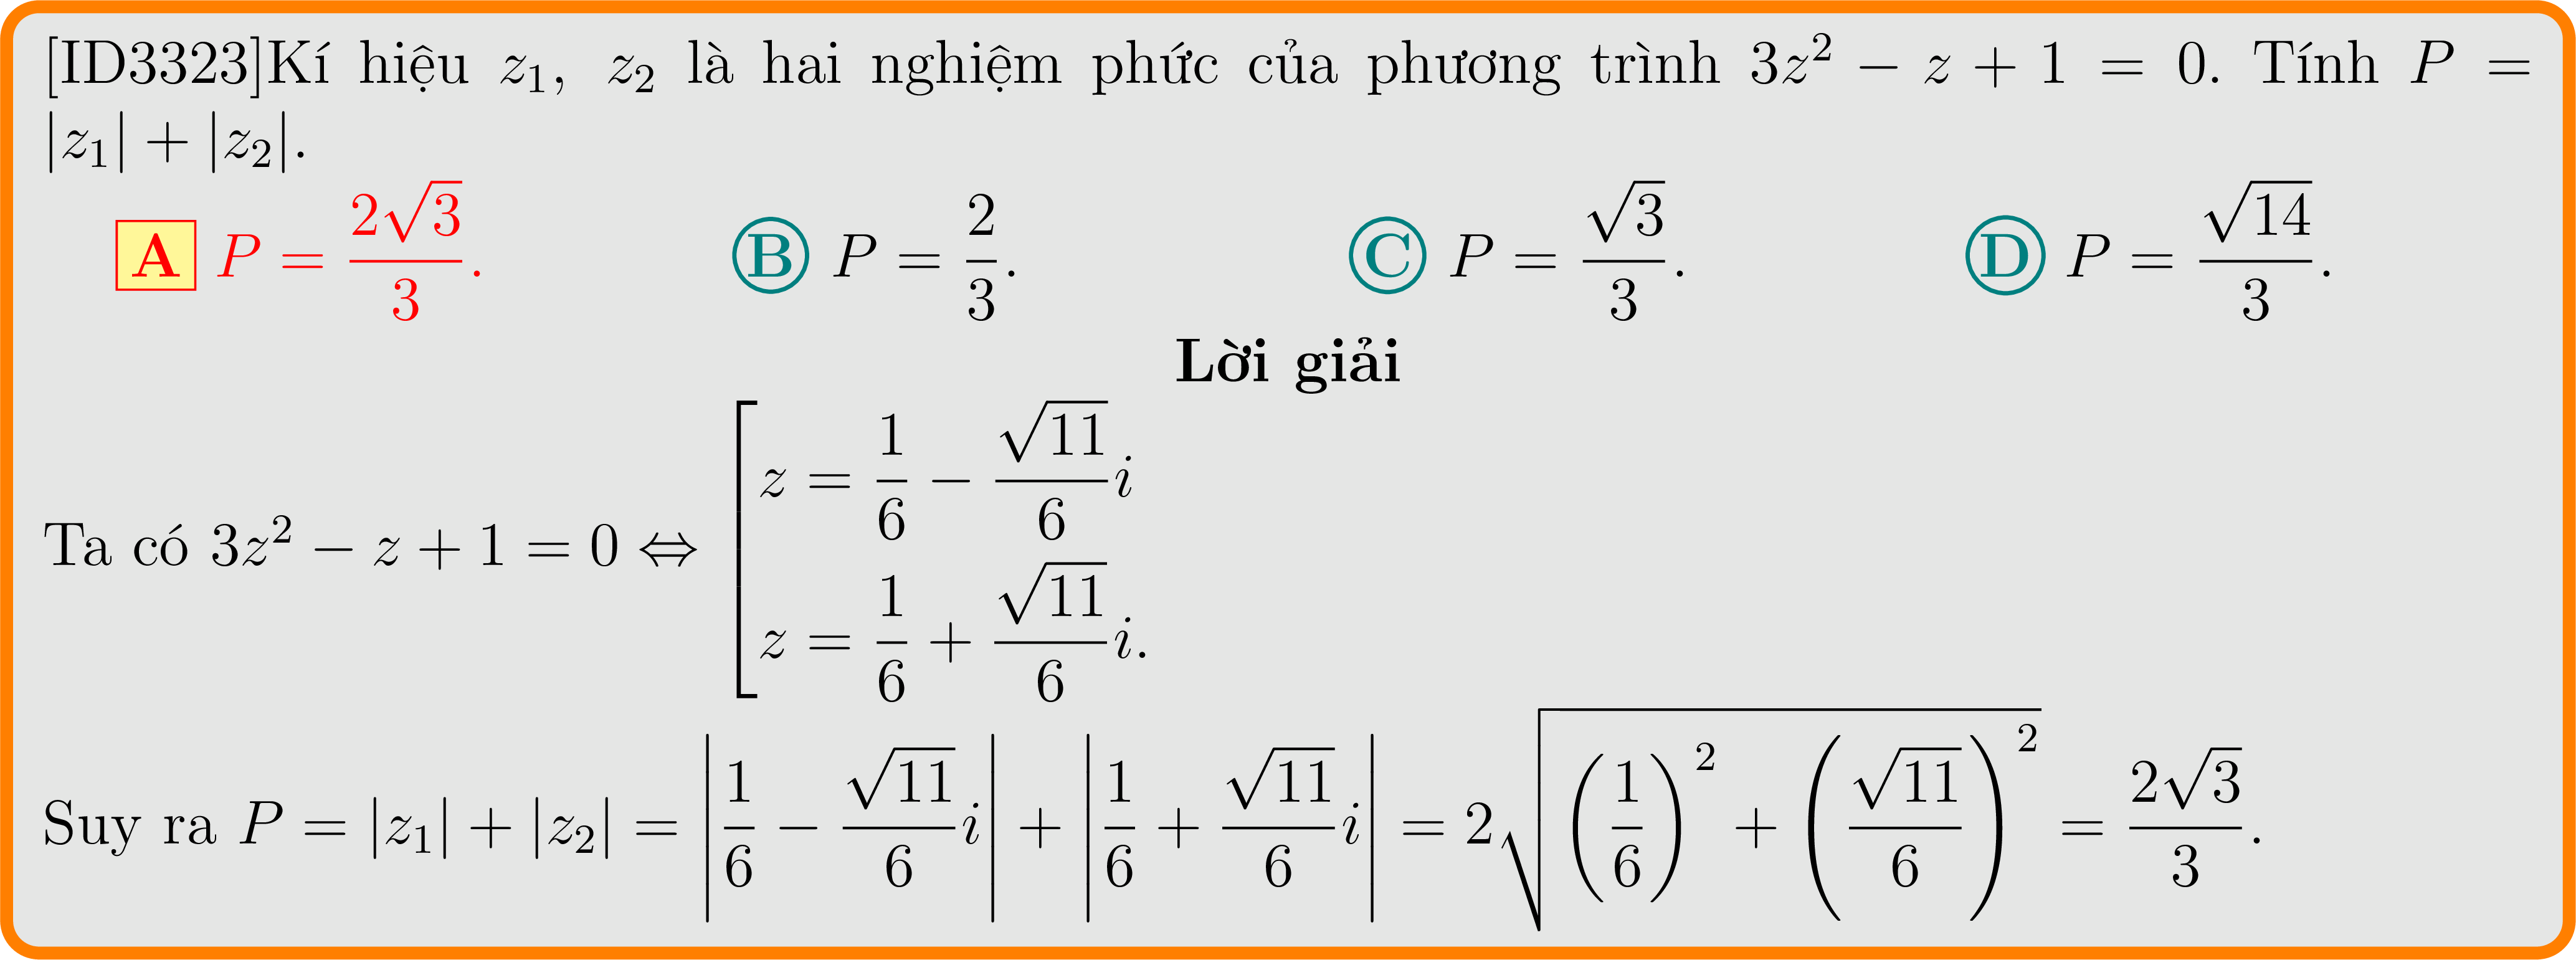 [ID3323]Kí hiệu $z_1$, $z_2$ là hai nghiệm phức của phương trình $3z^2 - z + 1 = 0$. Tính $P =$
$|z_1| + |z_2|$.
A $P = \frac{2\sqrt{3}}{3}$. B $P = \frac{2}{3}$. C $P = \frac{\sqrt{3}}{3}$. D $P = \frac{\sqrt{14}}{3}$.
Lời giải
Ta có $3z^2 - z + 1 = 0 \Leftrightarrow \left[\begin{array}{l} z = \frac{1}{6} - \frac{\sqrt{11}}{6}i \\ z = \frac{1}{6} + \frac{\sqrt{11}}{6}i. \end{array}\right.$
Suy ra $P = |z_1| + |z_2| = \left|\frac{1}{6} - \frac{\sqrt{11}}{6}i\right| + \left|\frac{1}{6} + \frac{\sqrt{11}}{6}i\right| = 2\sqrt{\left(\frac{1}{6}\right)^2 + \left(\frac{\sqrt{11}}{6}\right)^2} = \frac{2\sqrt{3}}{3}$.